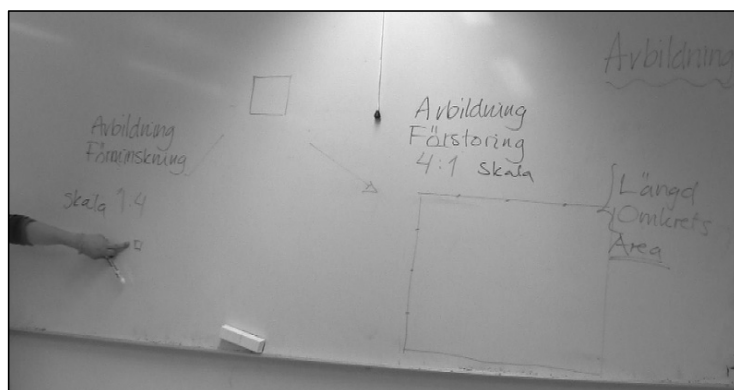 Avbildning
Avbildning
Förminskning
Skala 1:4
Avbildning
Förstoring
4:1 Skala
Längd
Omkrets
Area